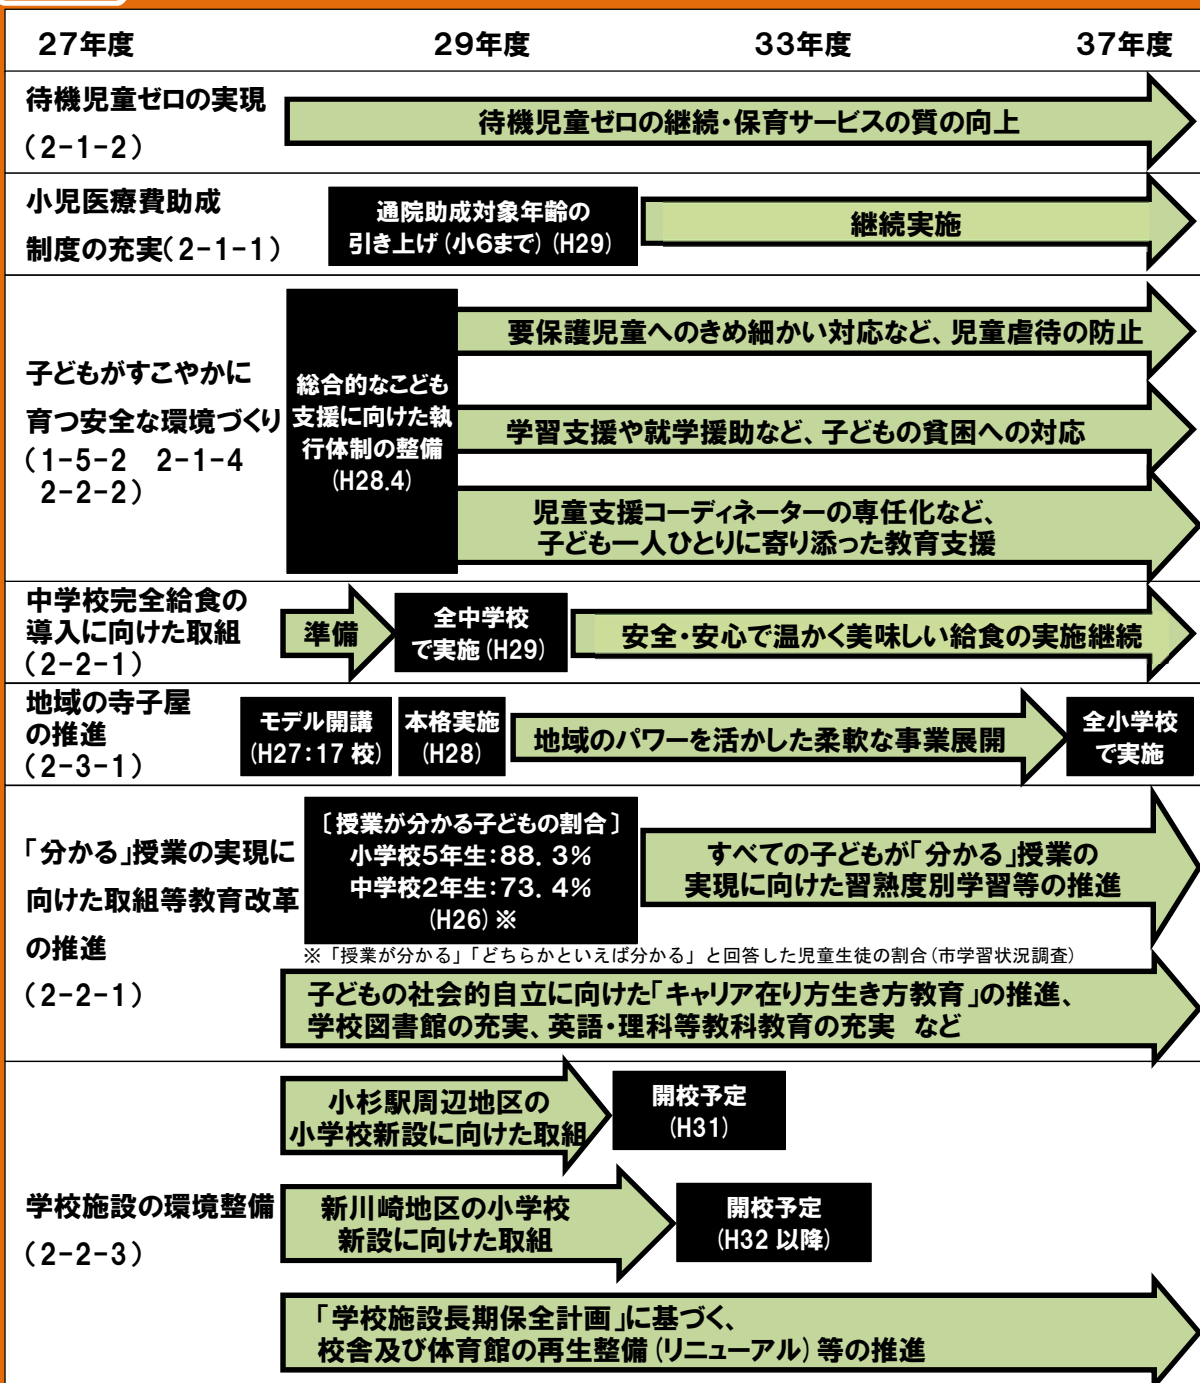 27年度 29年度 33年度 37年度
待機児童ゼロの実現
(2-1-2)
待機児童ゼロの継続・保育サービスの質の向上
小児医療費助成
制度の充実(2-1-1)
通院助成対象年齢の
引き上げ(小6まで)(H29)
継続実施
子どもがすこやかに
育つ安全な環境づくり
(1-5-2 2-1-4
2-2-2)
総合的なこども
支援に向けた執
行体制の整備
(H28.4)
要保護児童へのきめ細かい対応など、児童虐待の防止
学習支援や就学援助など、子どもの貧困への対応
児童支援コーディネーターの専任化など、
子ども一人ひとりに寄り添った教育支援
中学校完全給食の
導入に向けた取組
(2-2-1)
準備
全中学校
で実施(H29)
安全・安心で温かく美味しい給食の実施継続
地域の寺子屋
の推進
(2-3-1)
モデル開講
(H27:17校)
本格実施
(H28)
地域のパワーを活かした柔軟な事業展開
全小学校
で実施
「分かる」授業の実現に
向けた取組等教育改革
の推進
(2-2-1)
〔授業が分かる子どもの割合〕
小学校5年生:88.3%
中学校2年生:73.4%
(H26)※
すべての子どもが「分かる」授業の
実現に向けた習熟度別学習等の推進
※「授業が分かる」「どちらかといえば分かる」と回答した児童生徒の割合(市学習状況調査)
子どもの社会的自立に向けた「キャリア在り方生き方教育」の推進、
学校図書館の充実、英語・理科等教科教育の充実 など
学校施設の環境整備
(2-2-3)
小杉駅周辺地区の
小学校新設に向けた取組
開校予定
(H31)
新川崎地区の小学校
新設に向けた取組
開校予定
(H32以降)
「学校施設長期保全計画」に基づく、
校舎及び体育館の再生整備(リニューアル)等の推進